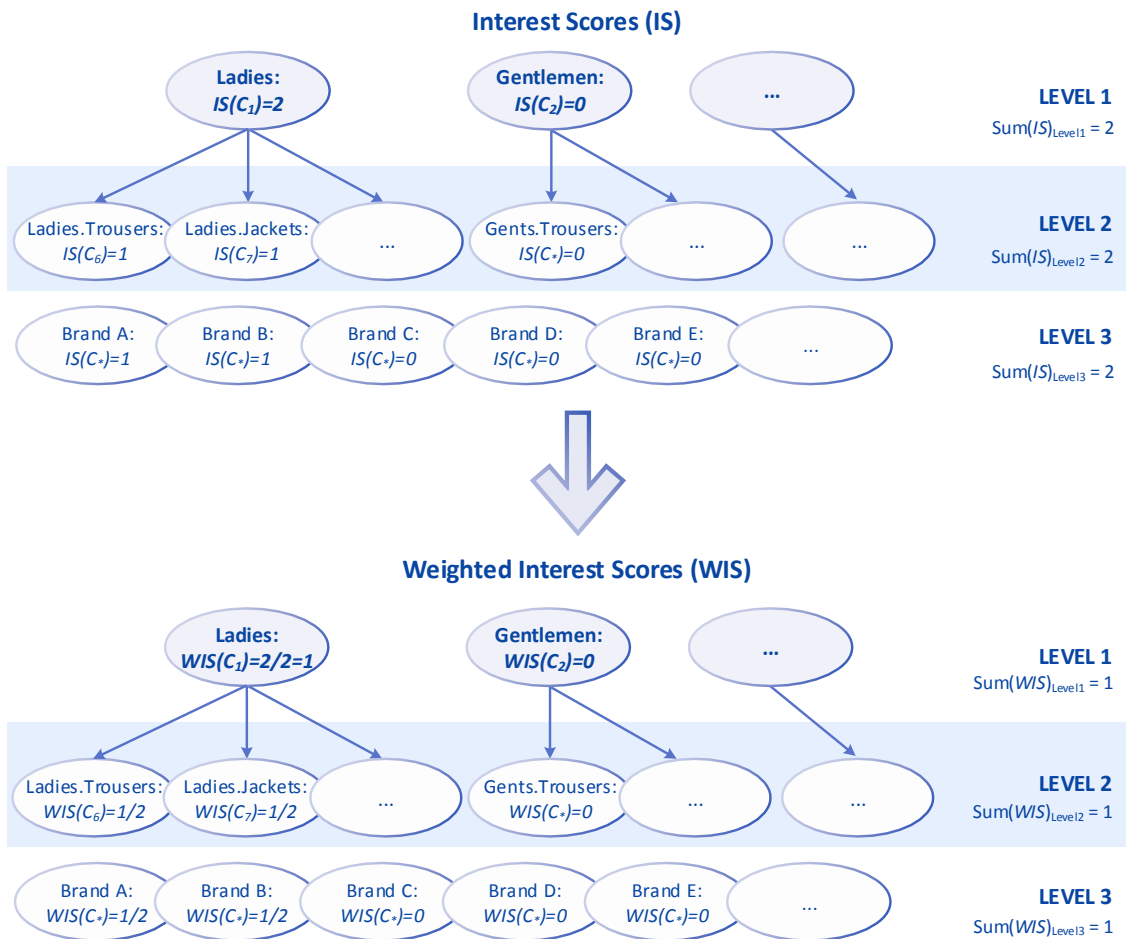 Interest Scores (IS)
Ladies:
IS(C₁)=2
Gentlemen:
IS(C₂)=0
...
LEVEL 1
Sum(IS)Level1 = 2
Ladies.Trousers:
IS(C₆)=1
Ladies.Jackets:
IS(C₇)=1
...
Gents.Trousers:
IS(C*)=0
...
...
LEVEL 2
Sum(IS)Level2 = 2
Brand A:
IS(C*)=1
Brand B:
IS(C*)=1
Brand C:
IS(C*)=0
Brand D:
IS(C*)=0
Brand E:
IS(C*)=0
...
LEVEL 3
Sum(IS)Level3 = 2
Weighted Interest Scores (WIS)
Ladies:
WIS(C₁)=2/2=1
Gentlemen:
WIS(C₂)=0
...
LEVEL 1
Sum(WIS)Level1 = 1
Ladies.Trousers:
WIS(C₆)=1/2
Ladies.Jackets:
WIS(C₇)=1/2
...
Gents.Trousers:
WIS(C*)=0
...
...
LEVEL 2
Sum(WIS)Level2 = 1
Brand A:
WIS(C*)=1/2
Brand B:
WIS(C*)=1/2
Brand C:
WIS(C*)=0
Brand D:
WIS(C*)=0
Brand E:
WIS(C*)=0
...
LEVEL 3
Sum(WIS)Level3 = 1